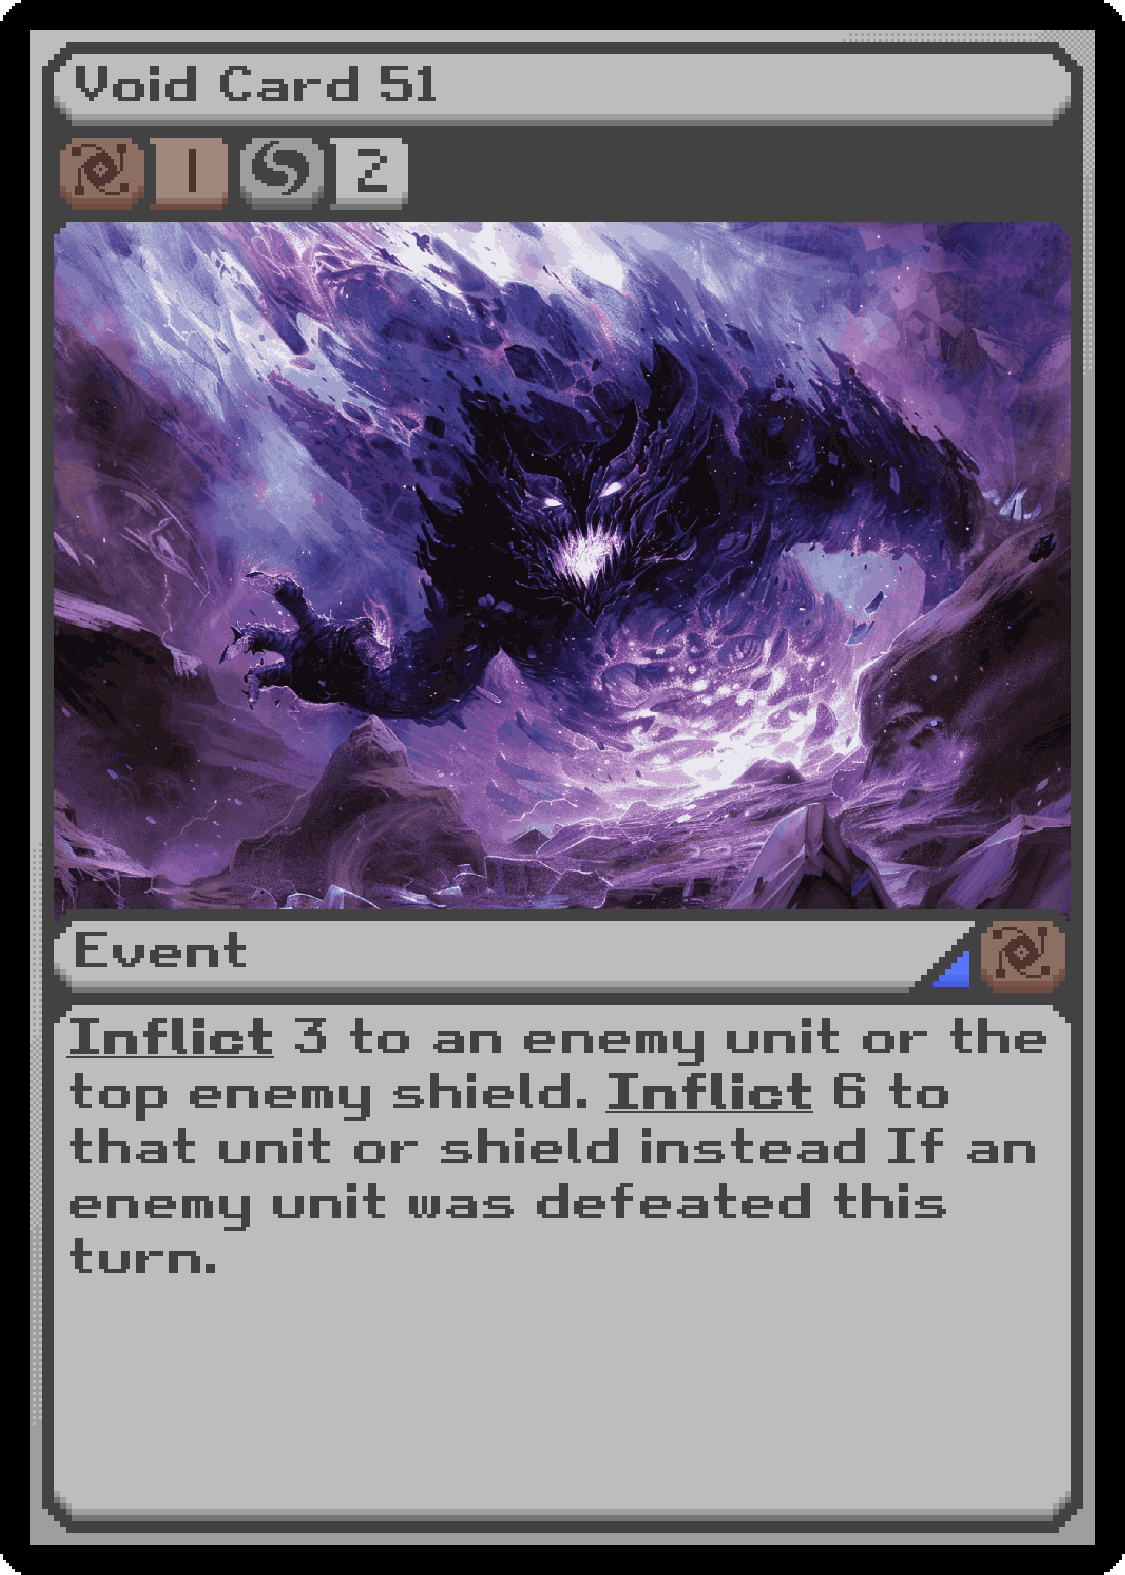 Void Card 51
1 2
Event
Inflict 3 to an enemy unit or the
top enemy shield. Inflict 6 to
that unit or shield instead If an
enemy unit was defeated this
turn.